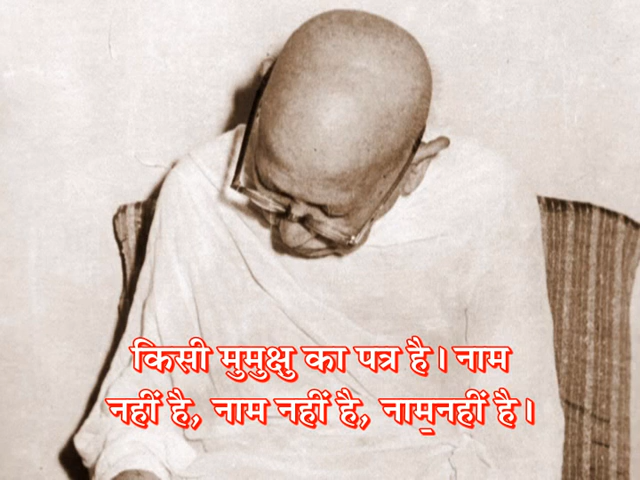 किसी मुमुक्षु का पत्र है। नाम
नहीं है, नाम नहीं है, नाम॒नहीं है।